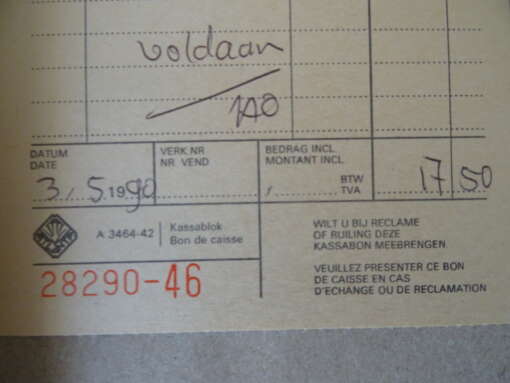 voldaan
DATUM
DATE
VERK NR
NR VEND
BEDRAG INCL.
MONTANT INCL.
BTW
TVA
3, 5.1990
17 50
A 3464-42
Kassablok
Bon de caisse
28290-46
WILT U BIJ RECLAME
OF RUILING DEZE
KASSABON MEEBRENGEN.
VEUILLEZ PRESENTER CE BON
DE CAISSE EN CAS
D'ECHANGE OU DE RECLAMATION